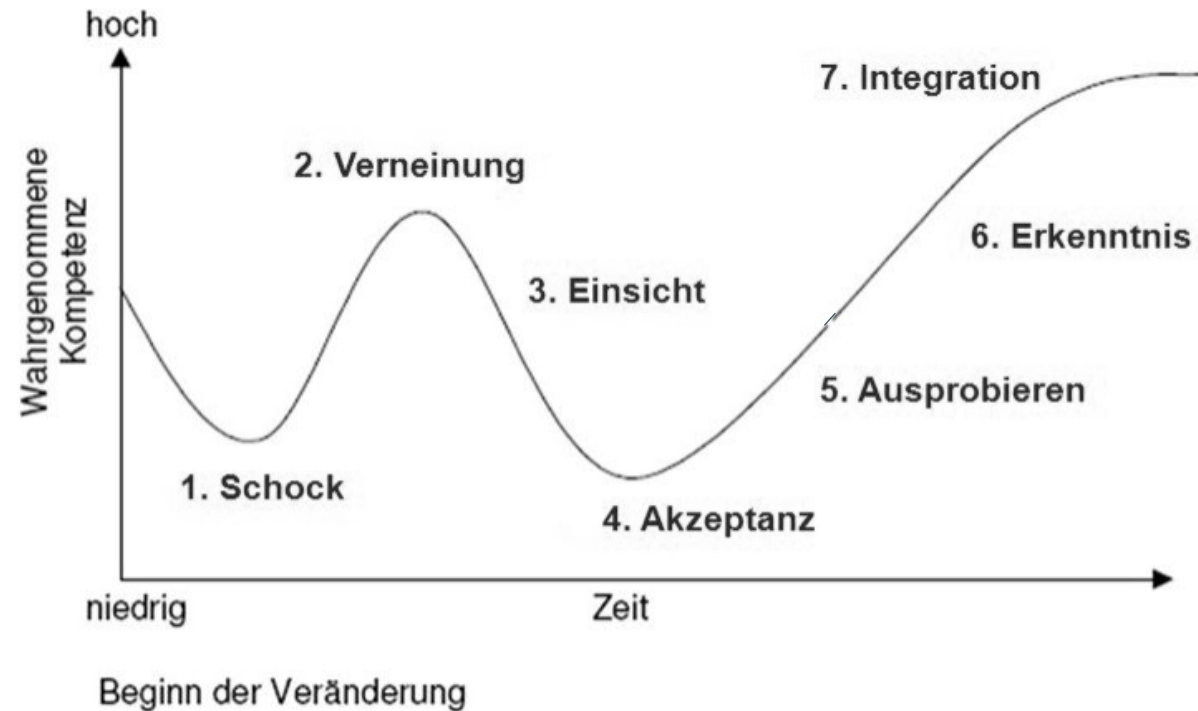 hoch
7. Integration
2. Verneinung
Wahrgenommene
Kompetenz
6. Erkenntnis
3. Einsicht
5. Ausprobieren
1. Schock
4. Akzeptanz
niedrig
Zeit
Beginn der Veränderung